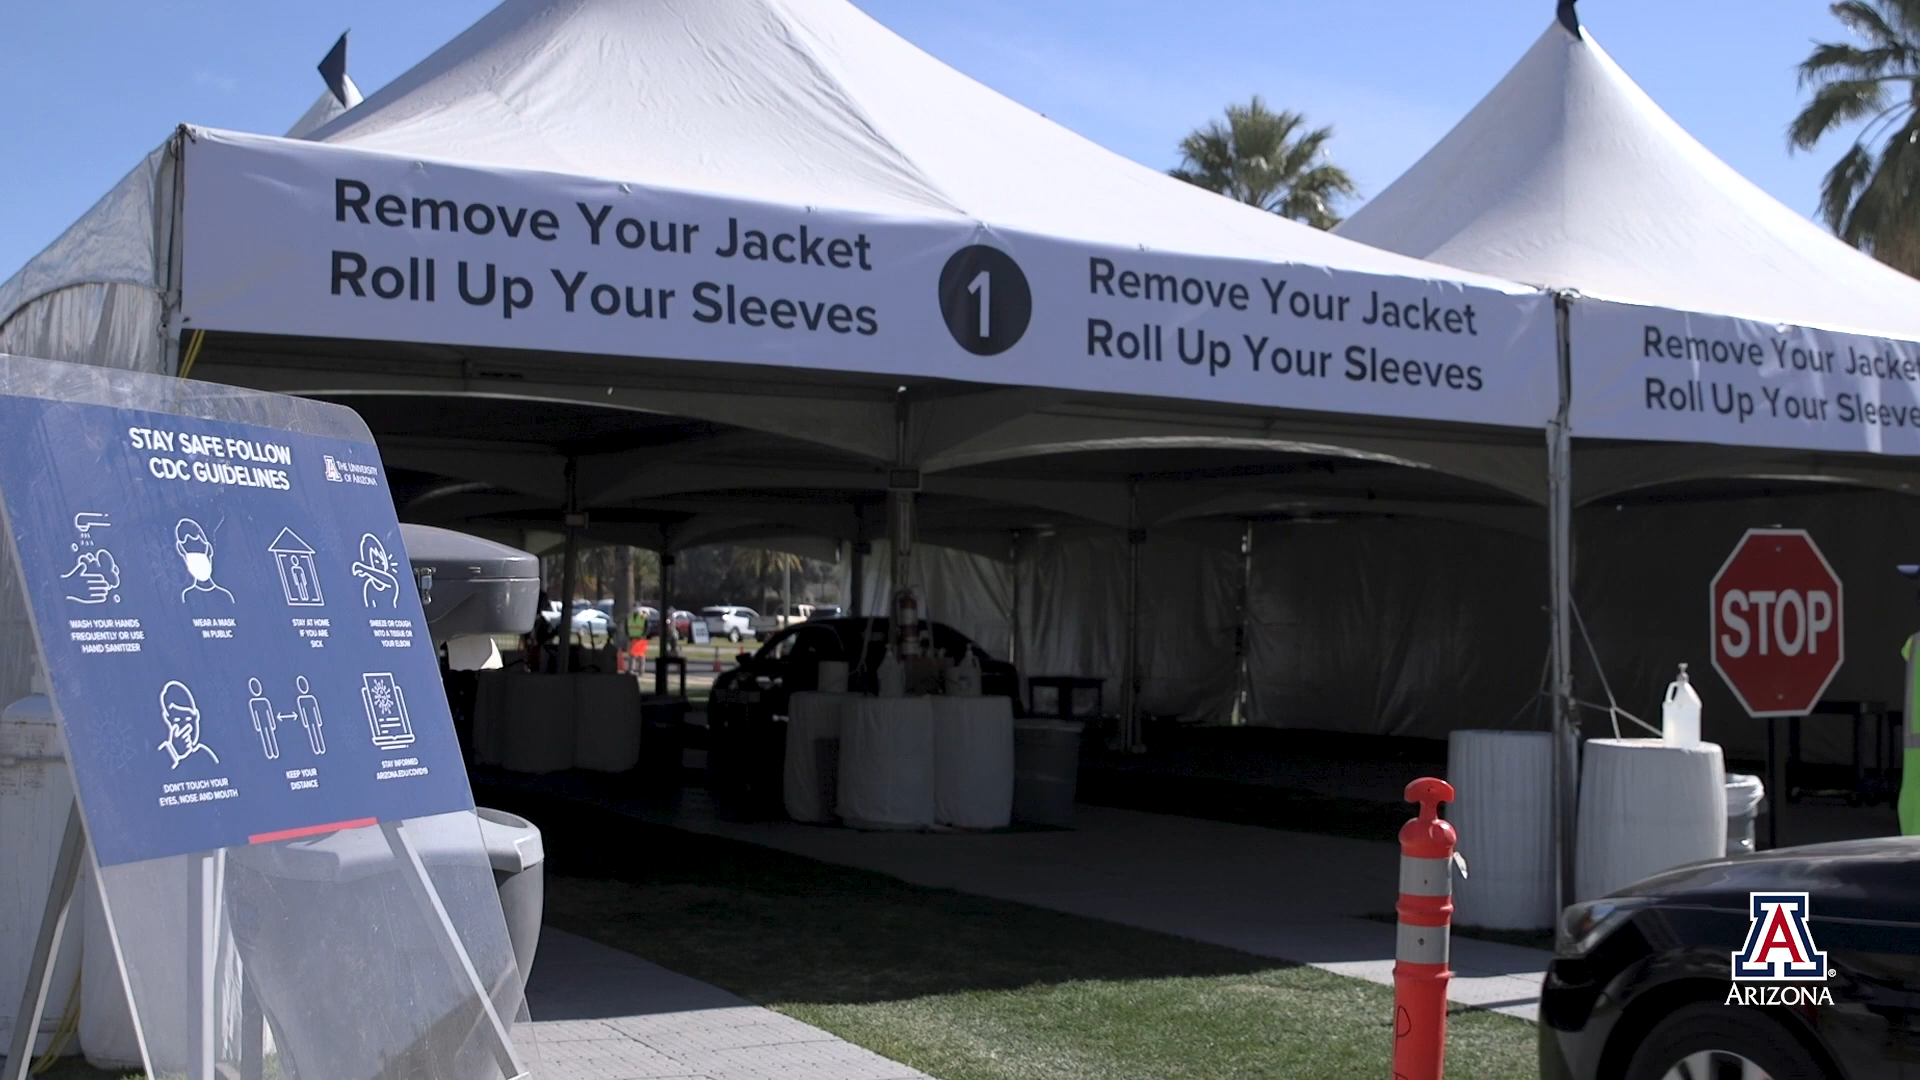 Remove Your Jacket
Roll Up Your Sleeves
1
Remove Your Jacket
Roll Up Your Sleeves
Remove Your Jacket
Roll Up Your Sleeve
STAY SAFE FOLLOW
CDC GUIDELINES
THE UNIVERSITY
OF ARIZONA
WASH YOUR HANDS
FREQUENTLY OR USE
HAND SANITIZER
WEAR A MASK
IN PUBLIC
STAY AT HOME
IF YOU ARE
SICK
SNEEZE OR COUGH
INTO A TISSUE OR
YOUR ELBOW
DON'T TOUCH YOUR
EYES, NOSE AND MOUTH
KEEP YOUR
DISTANCE
STAY INFORMED
ARIZONA.EDU/COVID19
STOP
A
ARIZONA